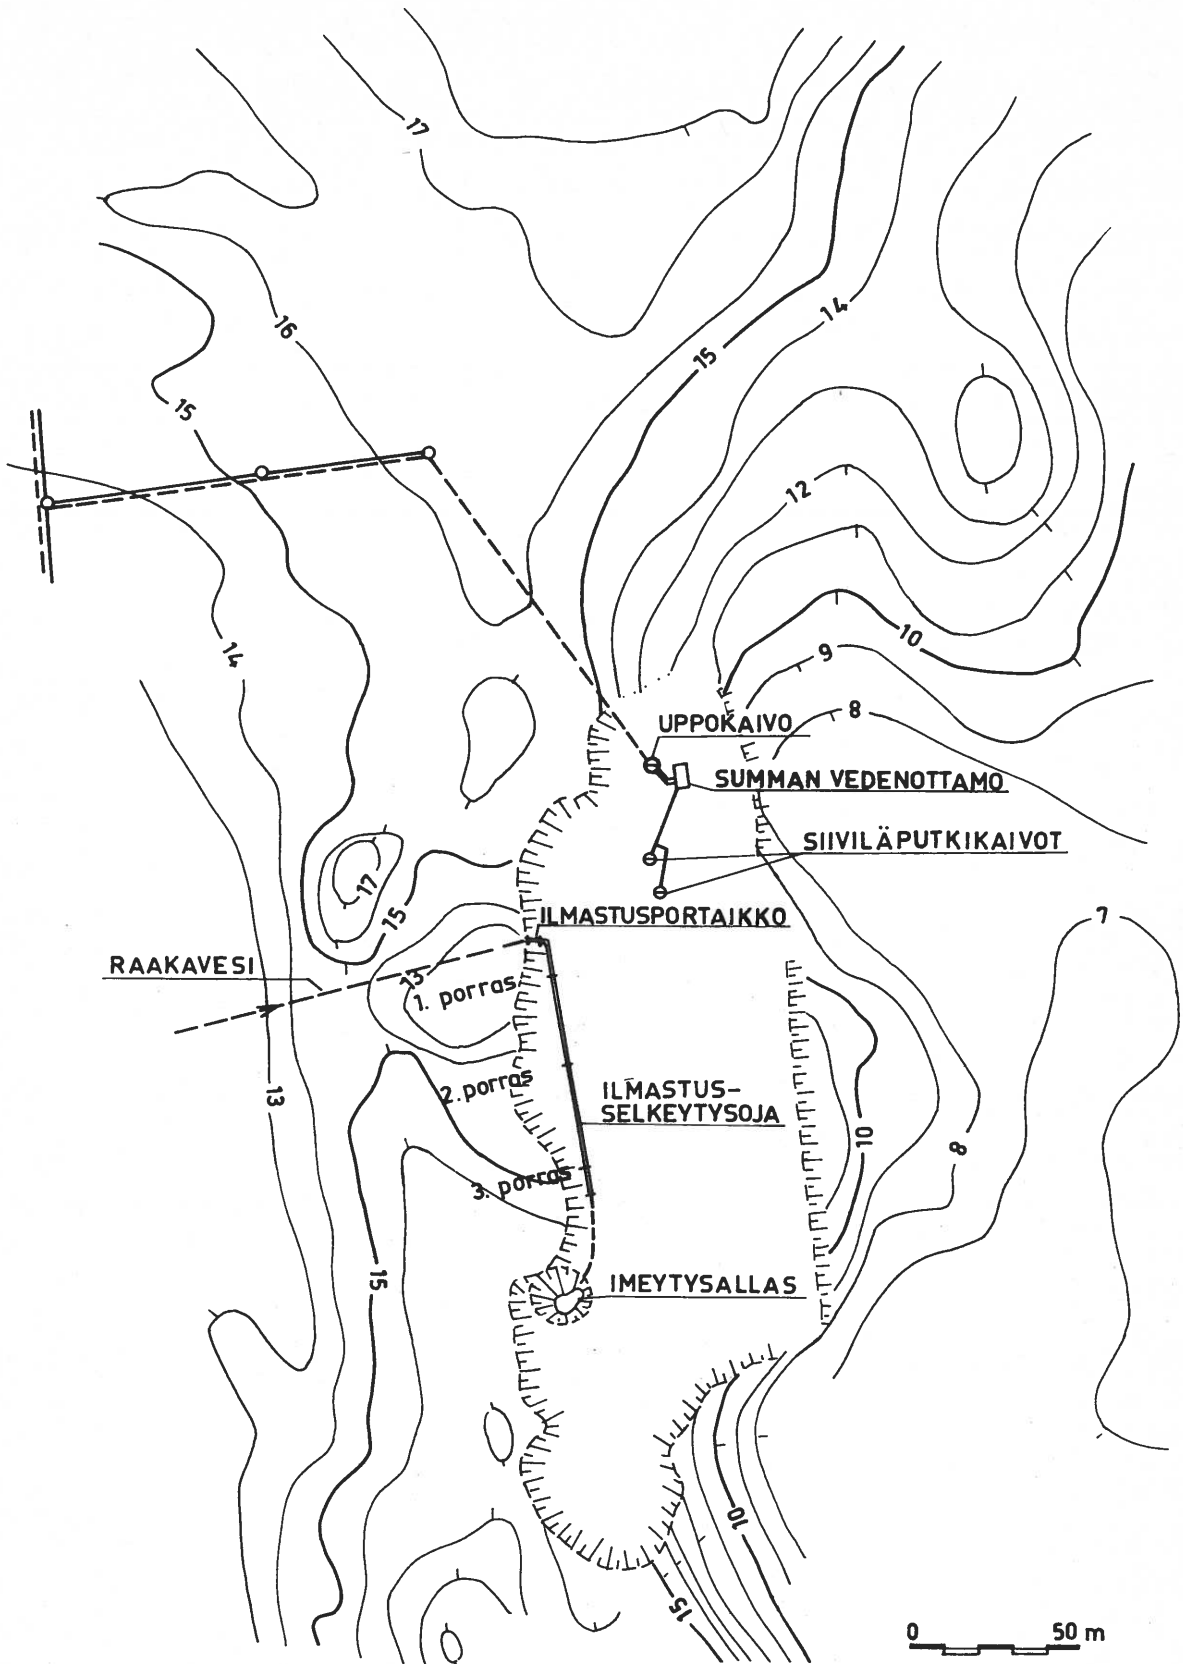 17
16
14
15
15
12
10
14
9
8
UPPOKAIVO
SUMMAN VEDENOTTAMO
SIIVILÄPUTKIKAIVOT
17
15
ILMASTUSPORTAIKKO
7
RAAKAVESI
13
1. porras
2. porras
13
ILMASTUS-
SELKEYTYSOJA
10
8
3. porras
15
IMEYTYSALLAS
10
15
0 50 m